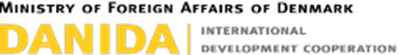 MINISTRY OF FOREIGN AFFAIRS OF DENMARK
DANIDA
INTERNATIONAL
DEVELOPMENT COOPERATION